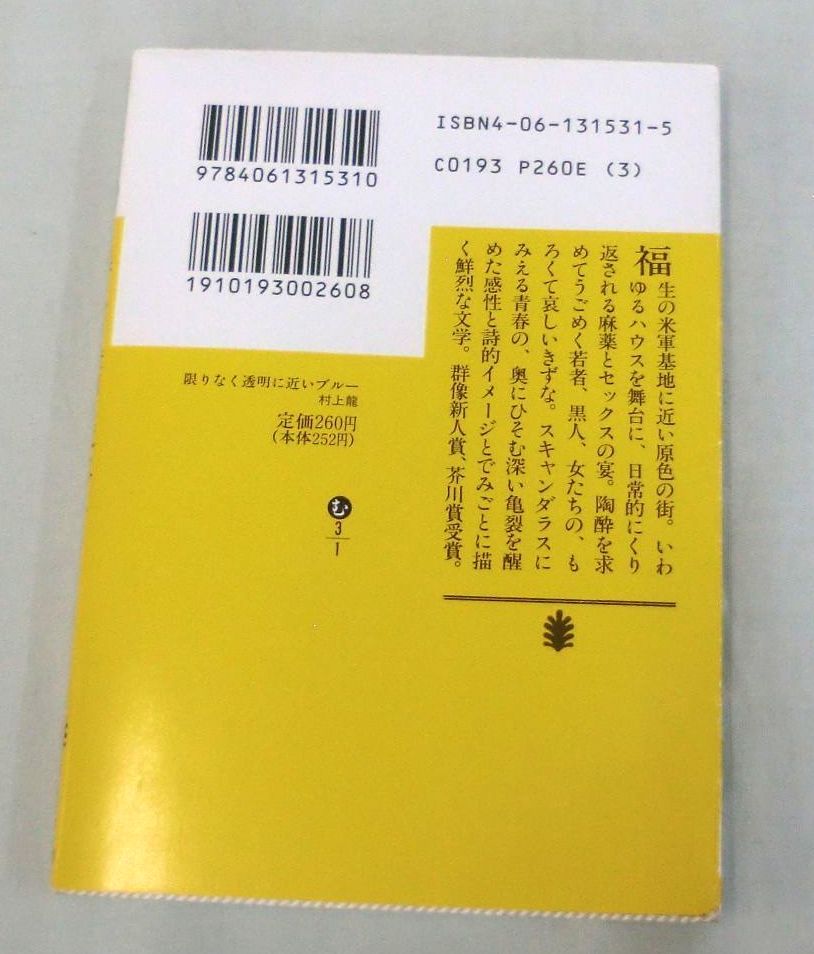 9784061315310
ISBN4-06-131531-5
C0193 P260E (3)
1910193002608
福生の米軍基地に近い原色の街。いわ
ゆるハウスを舞台に、日常的にくり
返される麻薬とセックスの宴。陶酔を求
めてうごめく若者、黒人、女たちの、も
ろくて哀しいきずな。スキャンダラスに
みえる青春の、奥にひそむ深い亀裂を醒
めた感性と詩的イメージとでみごとに描
く鮮烈な文学。群像新人賞、芥川賞受賞。
限りなく透明に近いブルー
村上龍
定価260円
(本体252円)
む
3
1